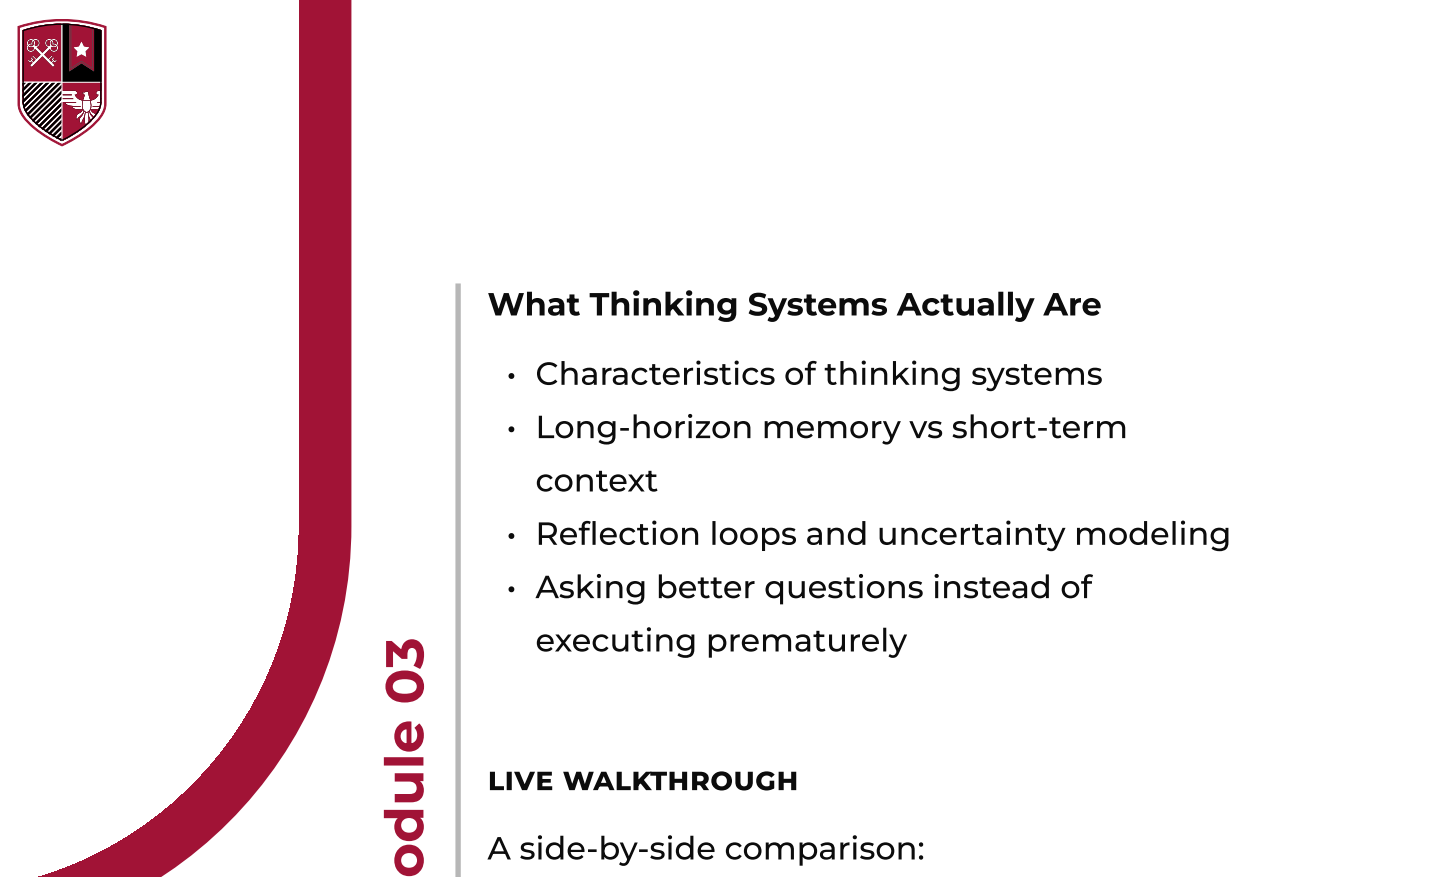 What Thinking Systems Actually Are
• Characteristics of thinking systems
• Long-horizon memory vs short-term
context
• Reflection loops and uncertainty modeling
• Asking better questions instead of
executing prematurely
odule 03
LIVE WALKTHROUGH
A side-by-side comparison: